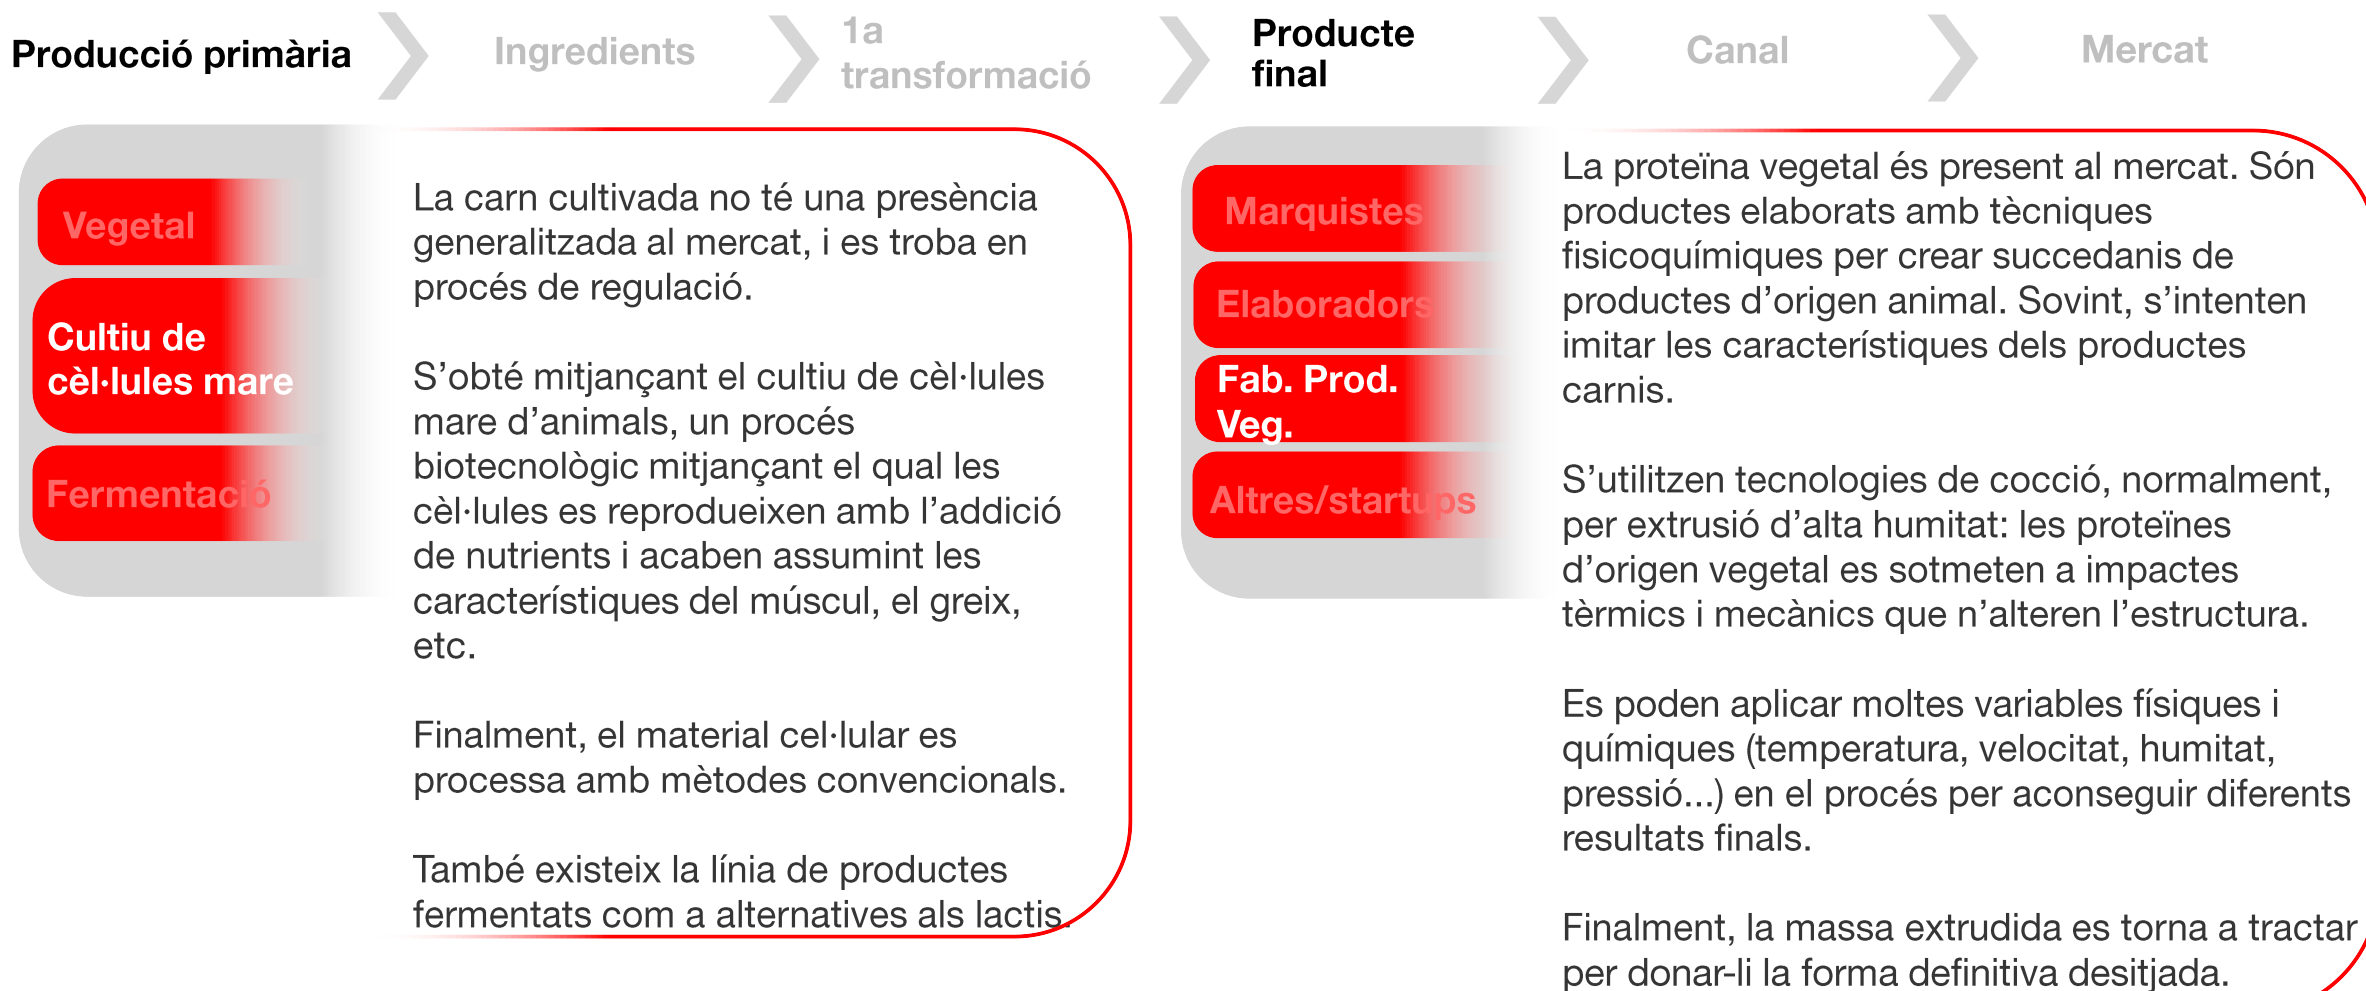 Producció primària
Ingredients
1a
transformació
Producte
final
Canal
Mercat
Vegetal
Cultiu de
cèl·lules mare
Fermentació
La carn cultivada no té una presència
generalitzada al mercat, i es troba en
procés de regulació.
S’obté mitjançant el cultiu de cèl·lules
mare d’animals, un procés
biotecnològic mitjançant el qual les
cèl·lules es reprodueixen amb l’addició
de nutrients i acaben assumint les
característiques del múscul, el greix,
etc.
Finalment, el material cel·lular es
processa amb mètodes convencionals.
També existeix la línia de productes
fermentats com a alternatives als lactis.
Marquistes
Elaboradors
Fab. Prod.
Veg.
Altres/startups
La proteïna vegetal és present al mercat. Són
productes elaborats amb tècniques
fisicoquímiques per crear succedanis de
productes d’origen animal. Sovint, s’intenten
imitar les característiques dels productes
carnis.
S’utilitzen tecnologies de cocció, normalment,
per extrusió d’alta humitat: les proteïnes
d’origen vegetal es sotmeten a impactes
tèrmics i mecànics que n’alteren l’estructura.
Es poden aplicar moltes variables físiques i
químiques (temperatura, velocitat, humitat,
pressió...) en el procés per aconseguir diferents
resultats finals.
Finalment, la massa extrudida es torna a tractar
per donar-li la forma definitiva desitjada.